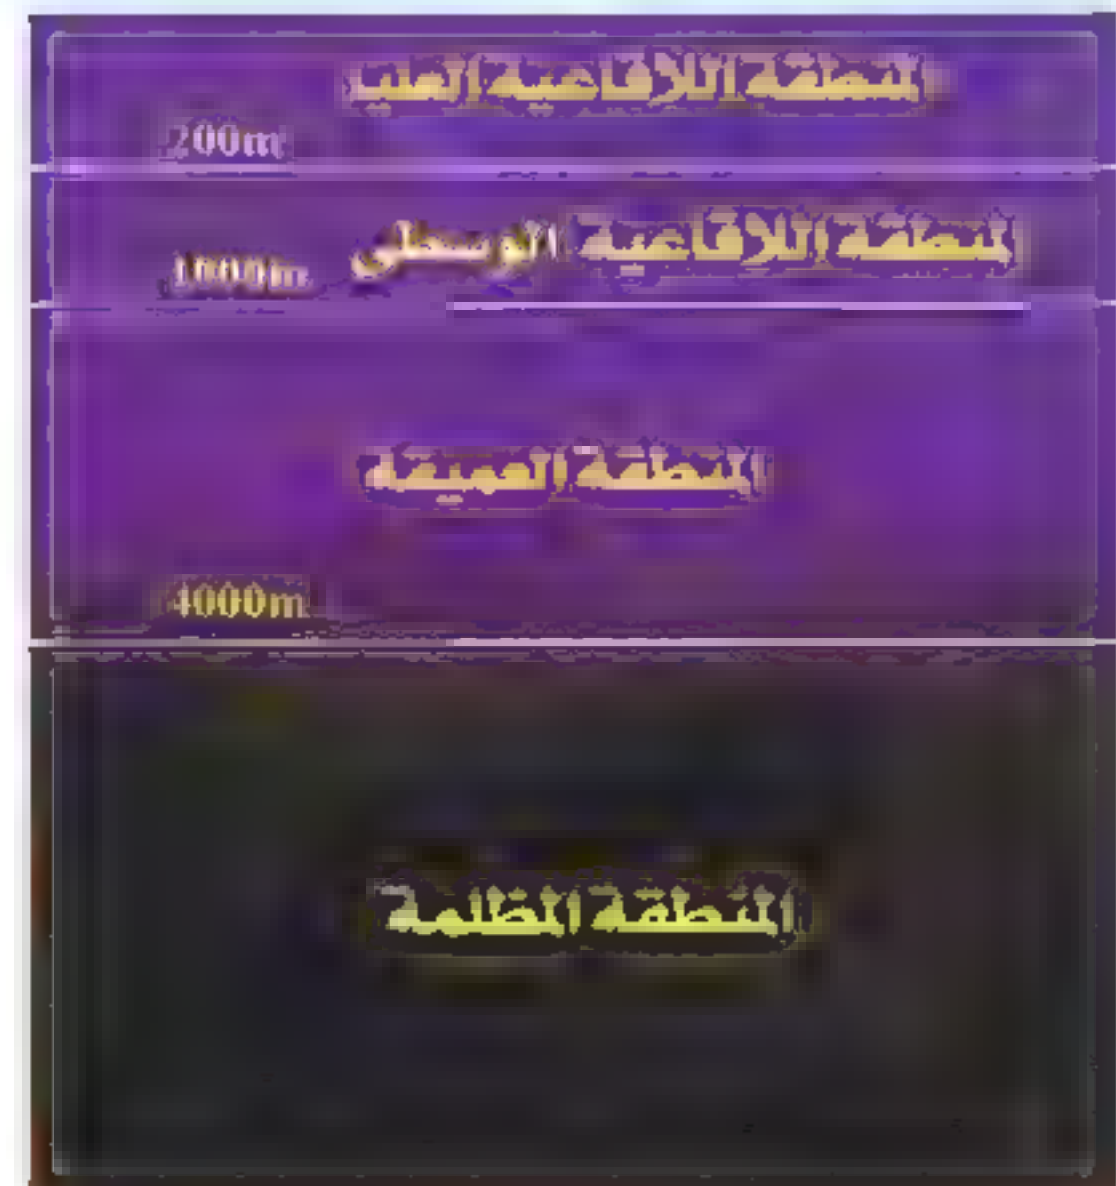 المنطقة اللاقاعية العليا
200m
المنطقة اللاقاعية الوسطى
1000m
المنطقة العميقة
4000m
المنطقة المظلمة